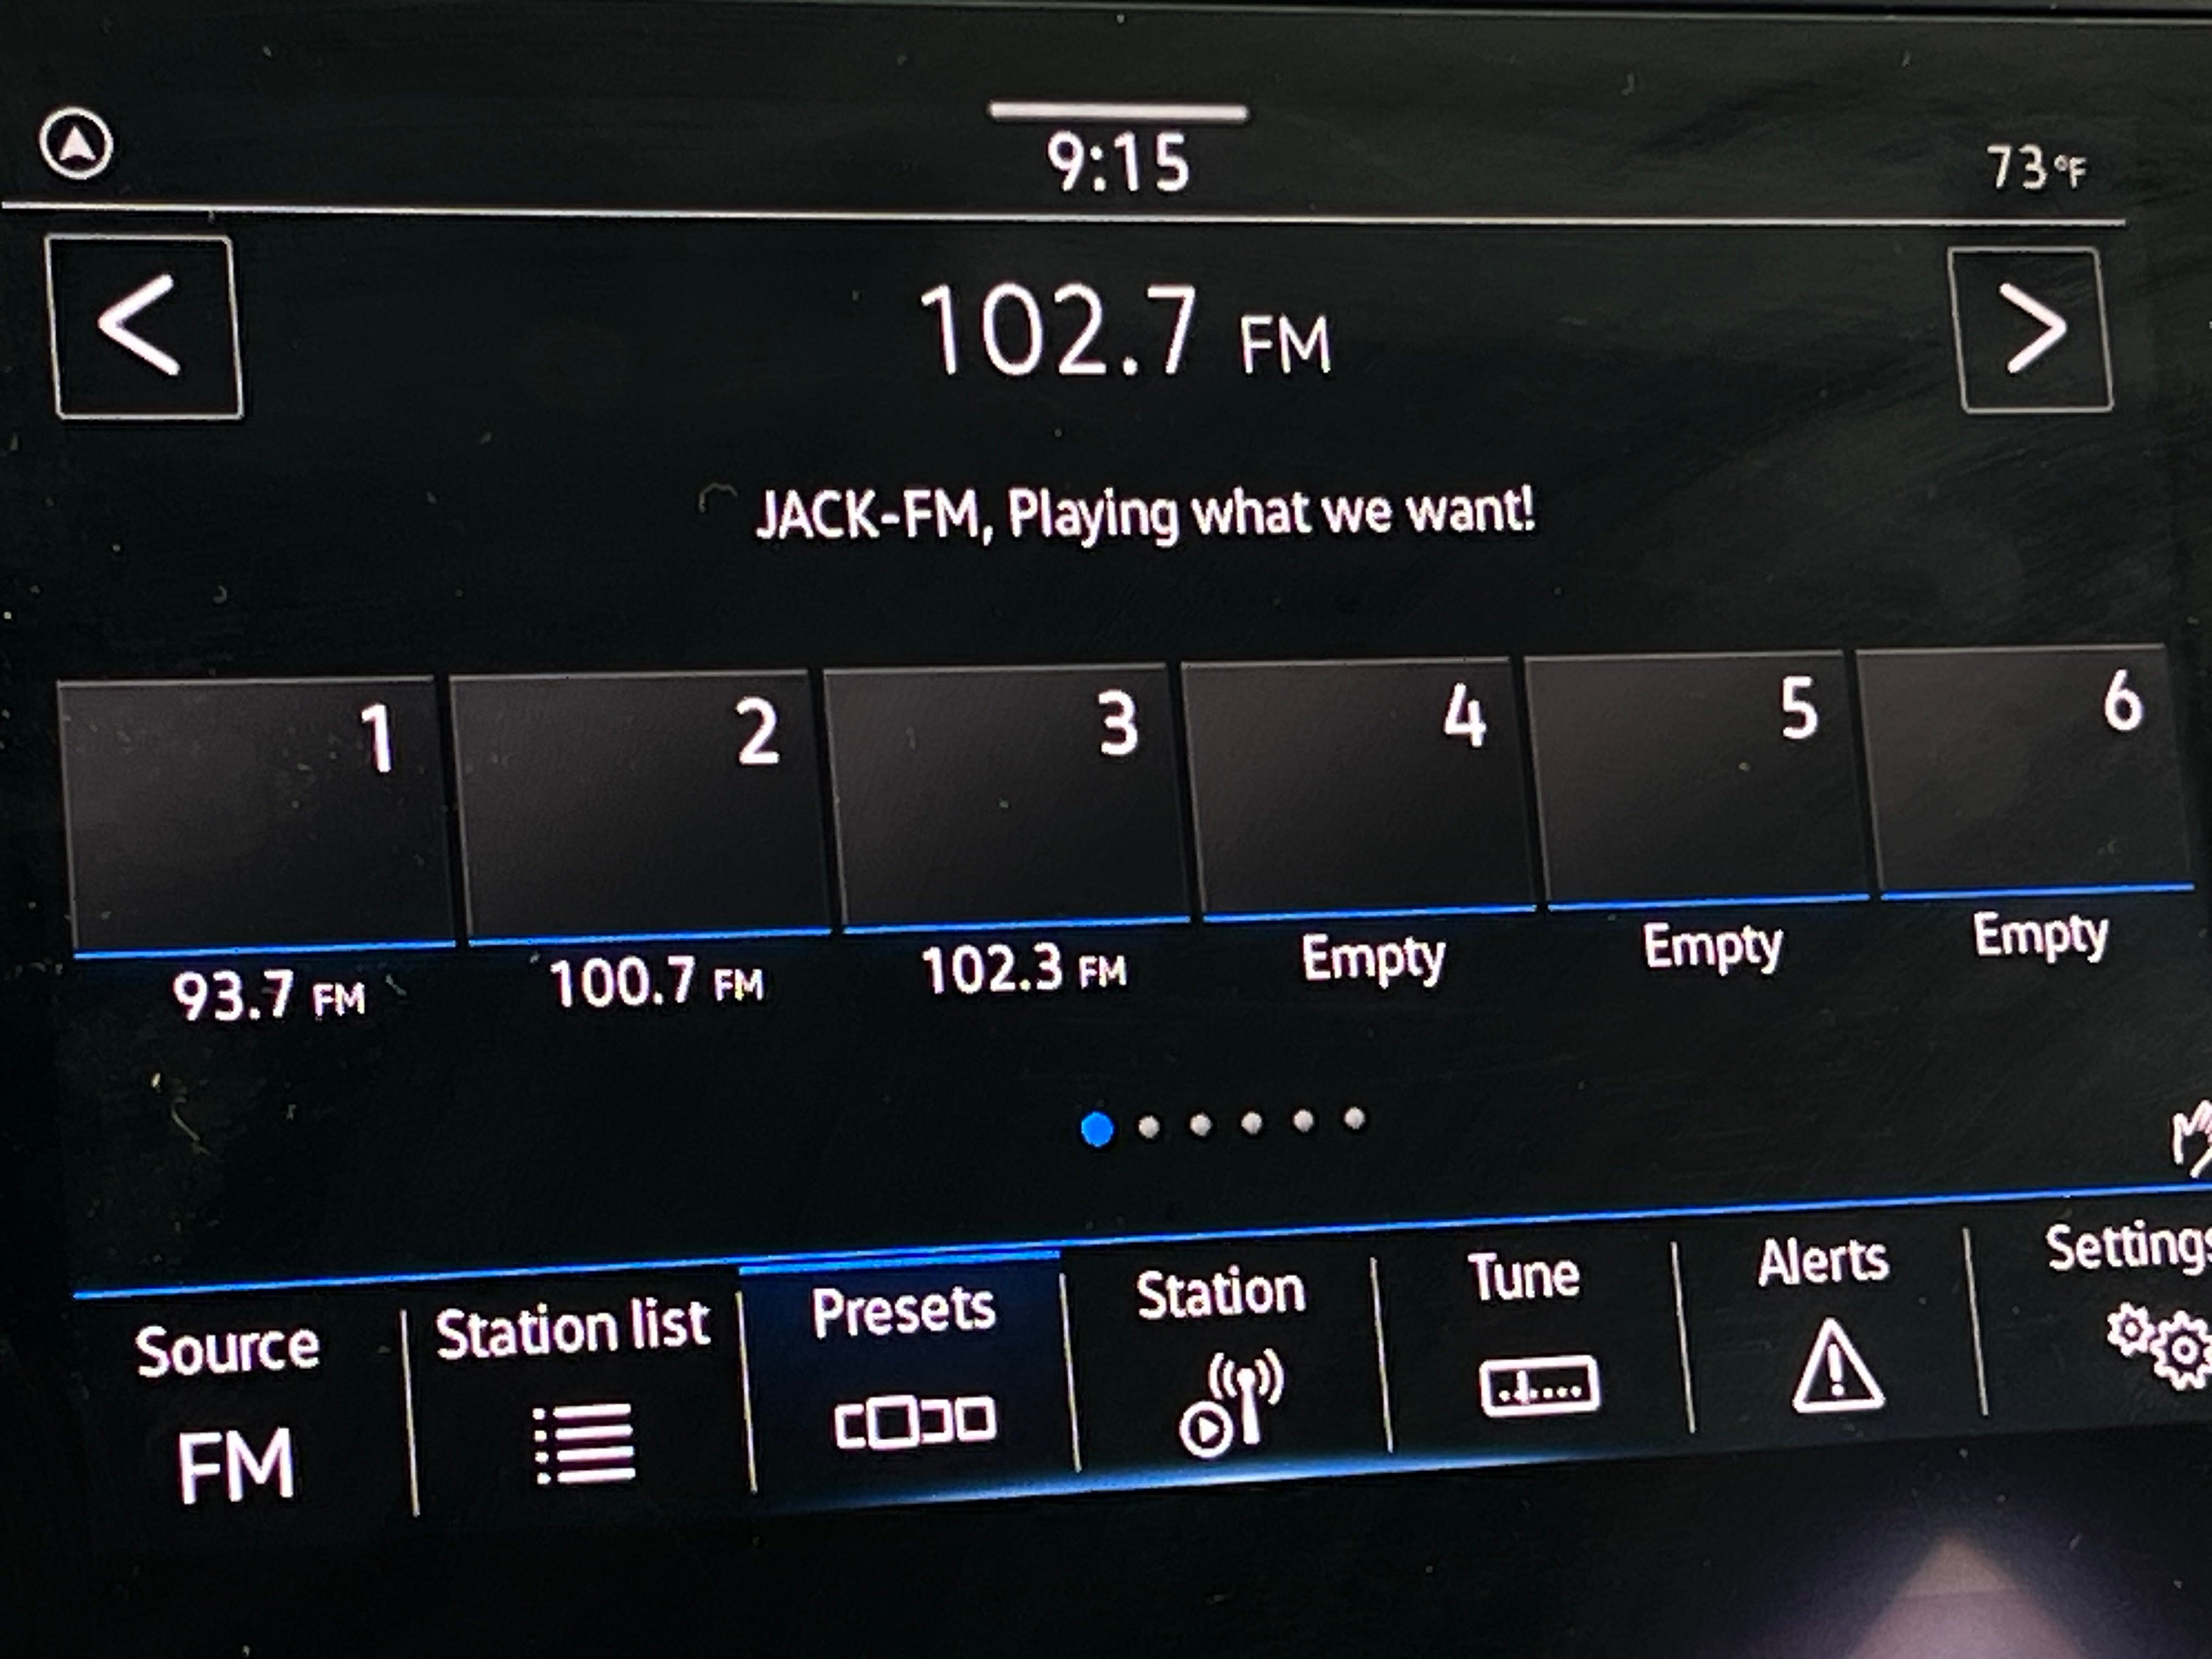 9:15
73°F
102.7 FM
JACK-FM, Playing what we want!
1 2 3 4 5 6
93.7 FM 100.7 FM 102.3 FM Empty Empty Empty
Source Station list Presets Station Tune Alerts Settings
FM